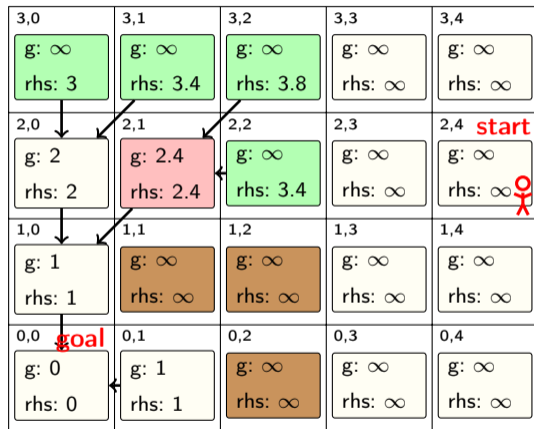 3,0 3,1 3,2 3,3 3,4
g: ∞ g: ∞ g: ∞ g: ∞ g: ∞
rhs: 3 rhs: 3.4 rhs: 3.8 rhs: ∞ rhs: ∞
2,0 2,1 2,2 2,3 2,4 start
g: 2 g: 2.4 g: ∞ g: ∞ g: ∞
rhs: 2 rhs: 2.4 rhs: 3.4 rhs: ∞ rhs: ∞
1,0 1,1 1,2 1,3 1,4
g: 1 g: ∞ g: ∞ g: ∞ g: ∞
rhs: 1 rhs: ∞ rhs: ∞ rhs: ∞ rhs: ∞
0,0 goal 0,1 0,2 0,3 0,4
g: 0 g: 1 g: ∞ g: ∞ g: ∞
rhs: 0 rhs: 1 rhs: ∞ rhs: ∞ rhs: ∞